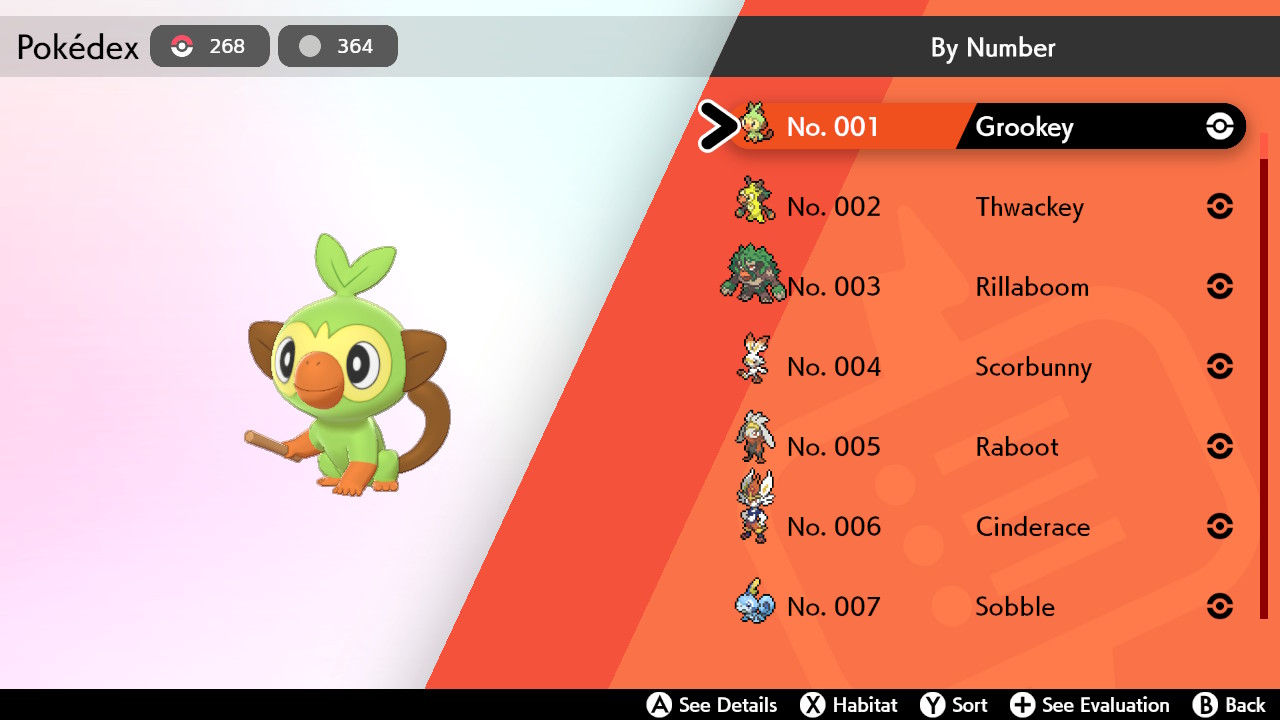 Pokédex 268 364 By Number
No. 001 Grookey
No. 002 Thwackey
No. 003 Rillaboom
No. 004 Scorbunny
No. 005 Raboot
No. 006 Cinderace
No. 007 Sobble
A See Details X Habitat Y Sort + See Evaluation B Back